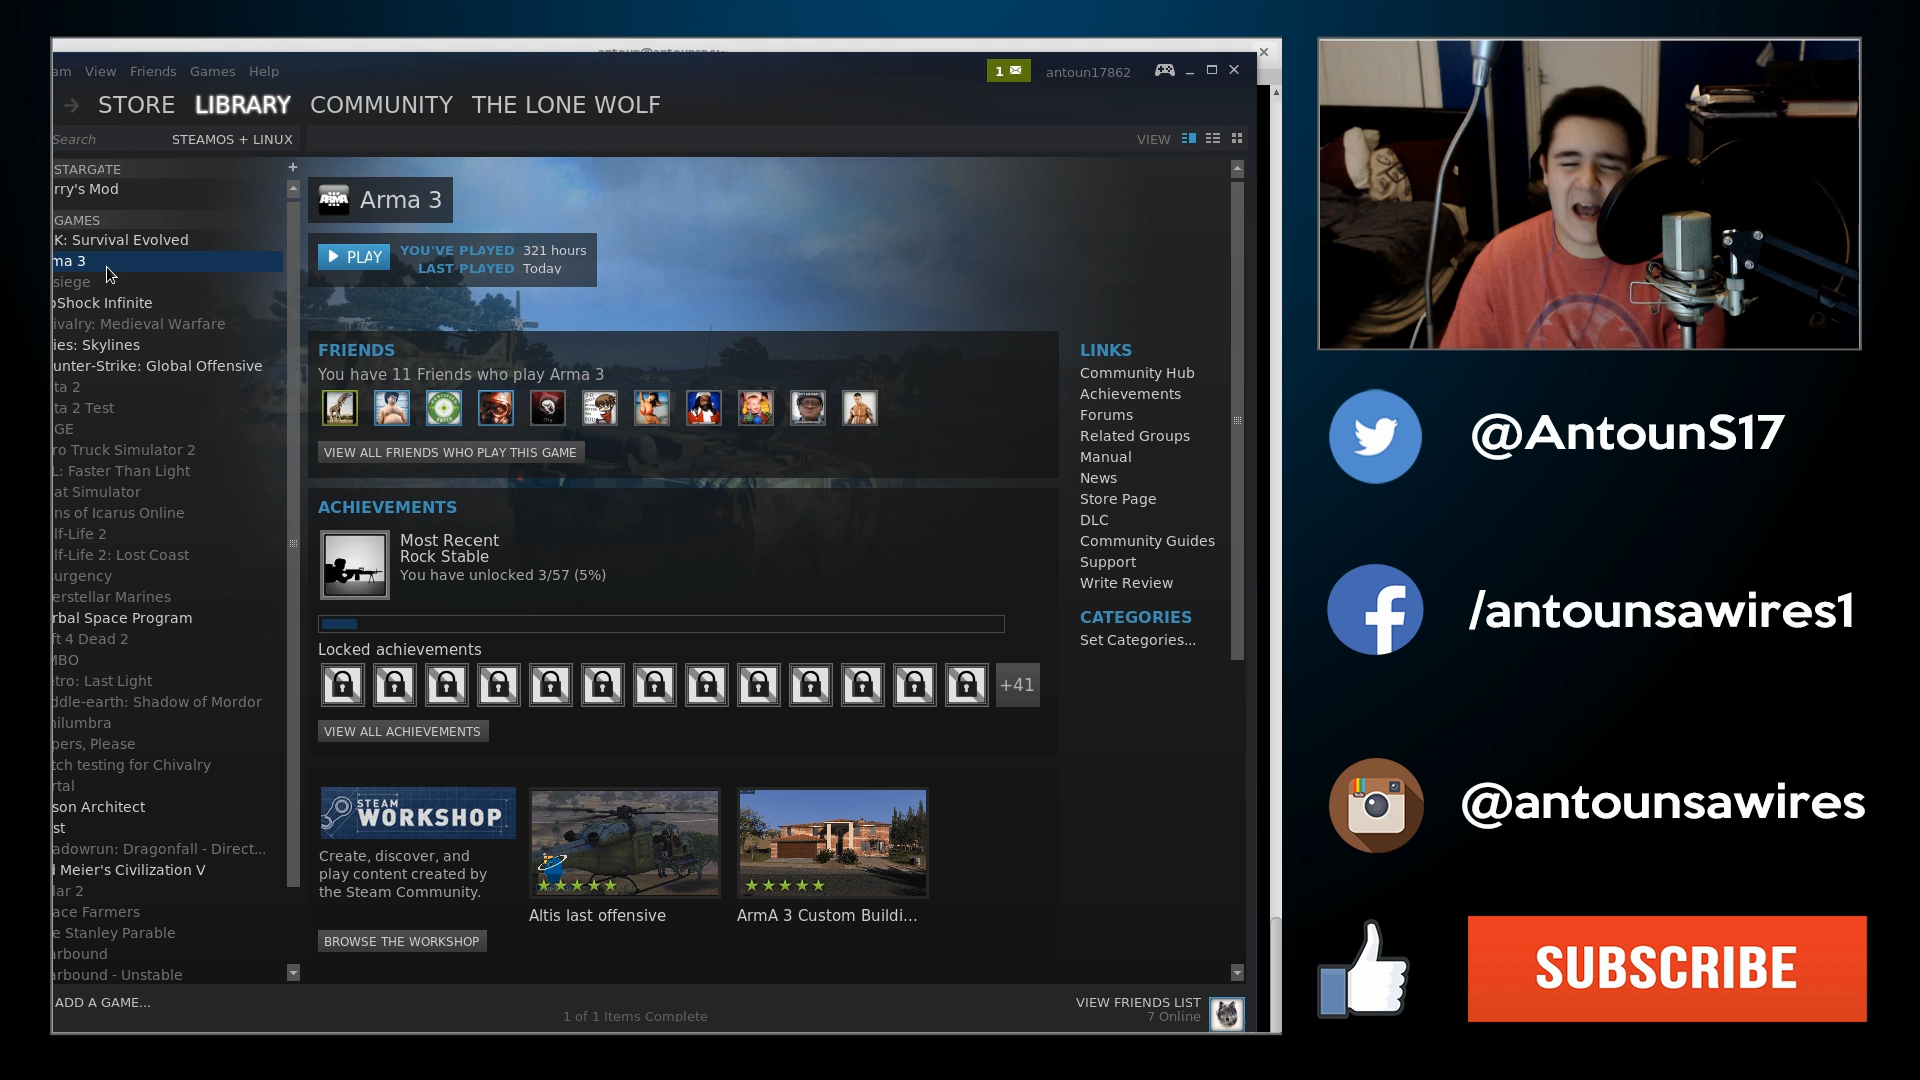 am View Friends Games Help
1 antoun17862
STORE LIBRARY COMMUNITY THE LONE WOLF
Search STEAMOS + LINUX
VIEW
STARGATE +
rry's Mod
GAMES
K: Survival Evolved
ma 3
siege
oShock Infinite
ivalry: Medieval Warfare
ies: Skylines
unter-Strike: Global Offensive
ta 2
ta 2 Test
GE
ro Truck Simulator 2
L: Faster Than Light
at Simulator
ns of Icarus Online
lf-Life 2
lf-Life 2: Lost Coast
surgency
erstellar Marines
rbal Space Program
ft 4 Dead 2
MBO
tro: Last Light
ddle-earth: Shadow of Mordor
hilumbra
pers, Please
tch testing for Chivalry
rtal
son Architect
st
adowrun: Dragonfall - Direct...
d Meier's Civilization V
lar 2
ace Farmers
e Stanley Parable
arbound
arbound - Unstable
ADD A GAME...
ARMA
Arma 3
PLAY
YOU'VE PLAYED 321 hours
LAST PLAYED Today
FRIENDS
You have 11 Friends who play Arma 3
VIEW ALL FRIENDS WHO PLAY THIS GAME
ACHIEVEMENTS
Most Recent
Rock Stable
You have unlocked 3/57 (5%)
Locked achievements
+41
VIEW ALL ACHIEVEMENTS
STEAM
WORKSHOP
Create, discover, and
play content created by
the Steam Community.
BROWSE THE WORKSHOP
Altis last offensive
ArmA 3 Custom Buildi...
LINKS
Community Hub
Achievements
Forums
Related Groups
Manual
News
Store Page
DLC
Community Guides
Support
Write Review
CATEGORIES
Set Categories...
1 of 1 Items Complete
VIEW FRIENDS LIST
7 Online
@AntounS17
/antounsawires1
@antounsawires
SUBSCRIBE